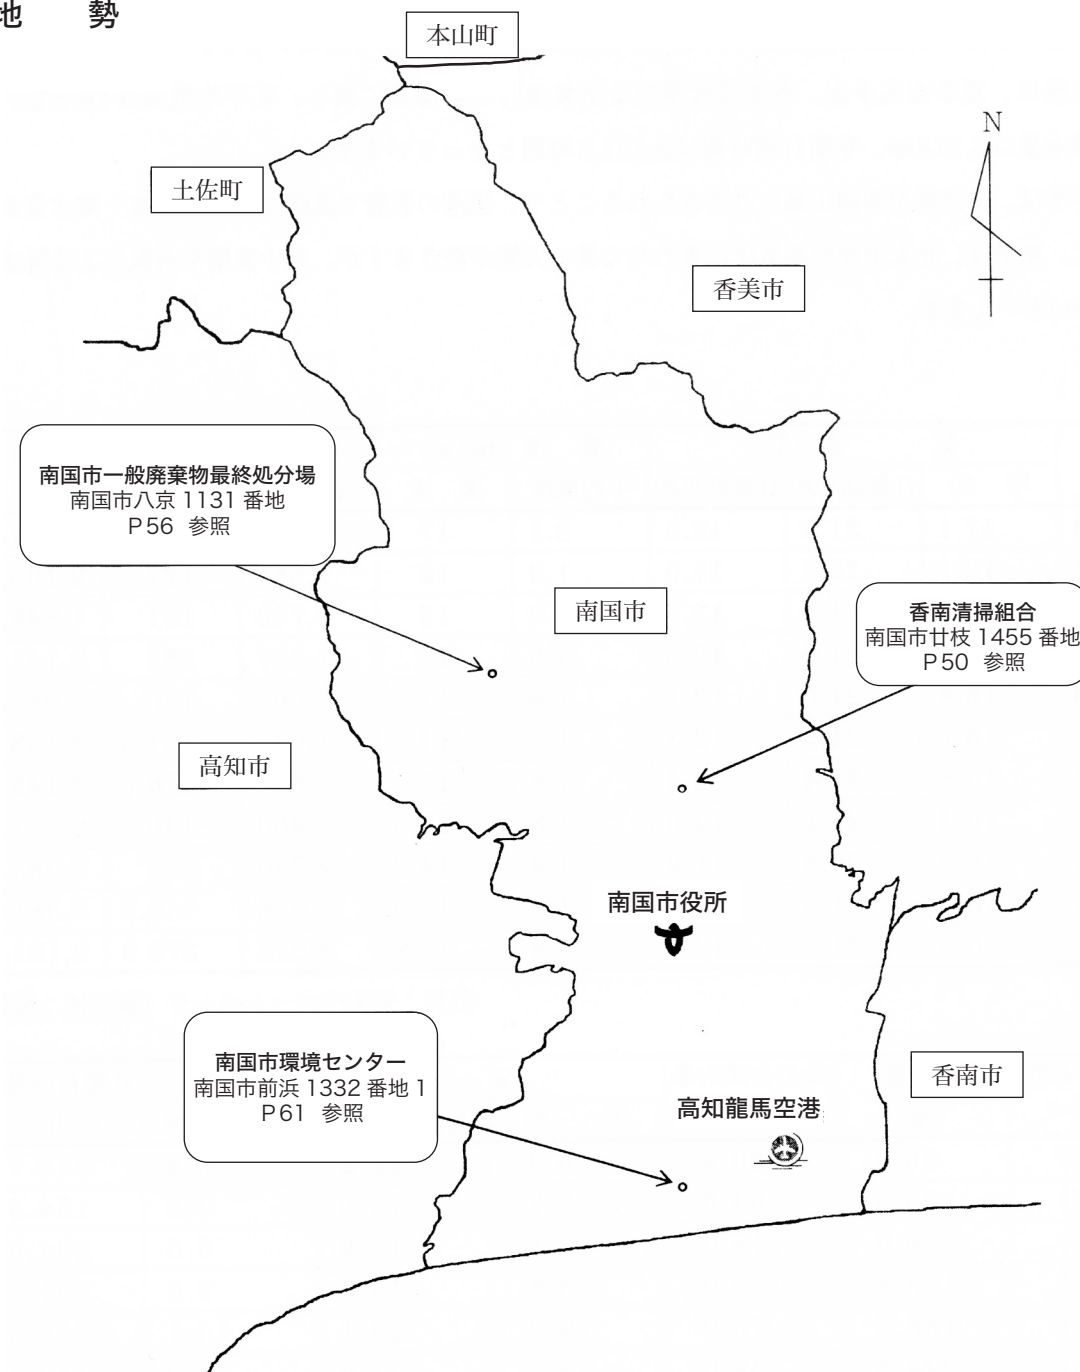 地 勢
本山町
N
土佐町
香美市
南国市一般廃棄物最終処分場
南国市八京 1131 番地
P56 参照
南国市
香南清掃組合
南国市廿枝 1455 番地
P50 参照
高知市
南国市役所
南国市環境センター
南国市前浜 1332 番地 1
P61 参照
香南市
高知龍馬空港